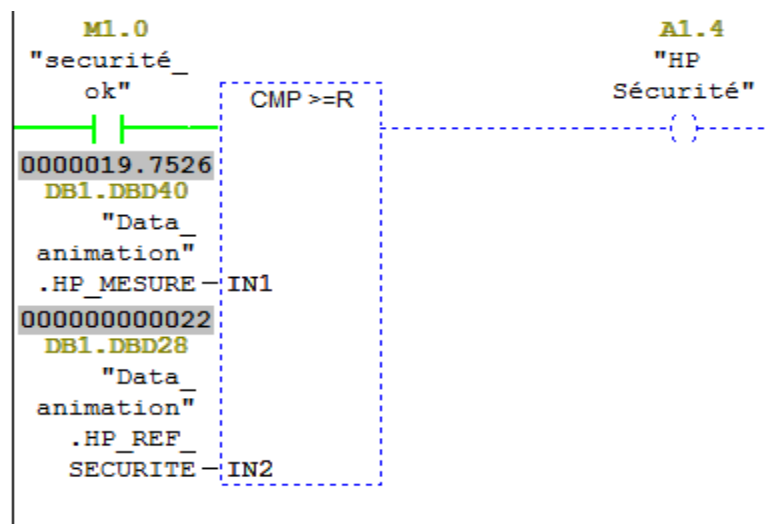 M1.0
"securité_
ok"
CMP >=R
A1.4
"HP
Sécurité"
0000019.7526
DB1.DBD40
"Data_
animation"
.HP_MESURE
IN1
000000000022
DB1.DBD28
"Data_
animation"
.HP_REF_
SECURITE
IN2